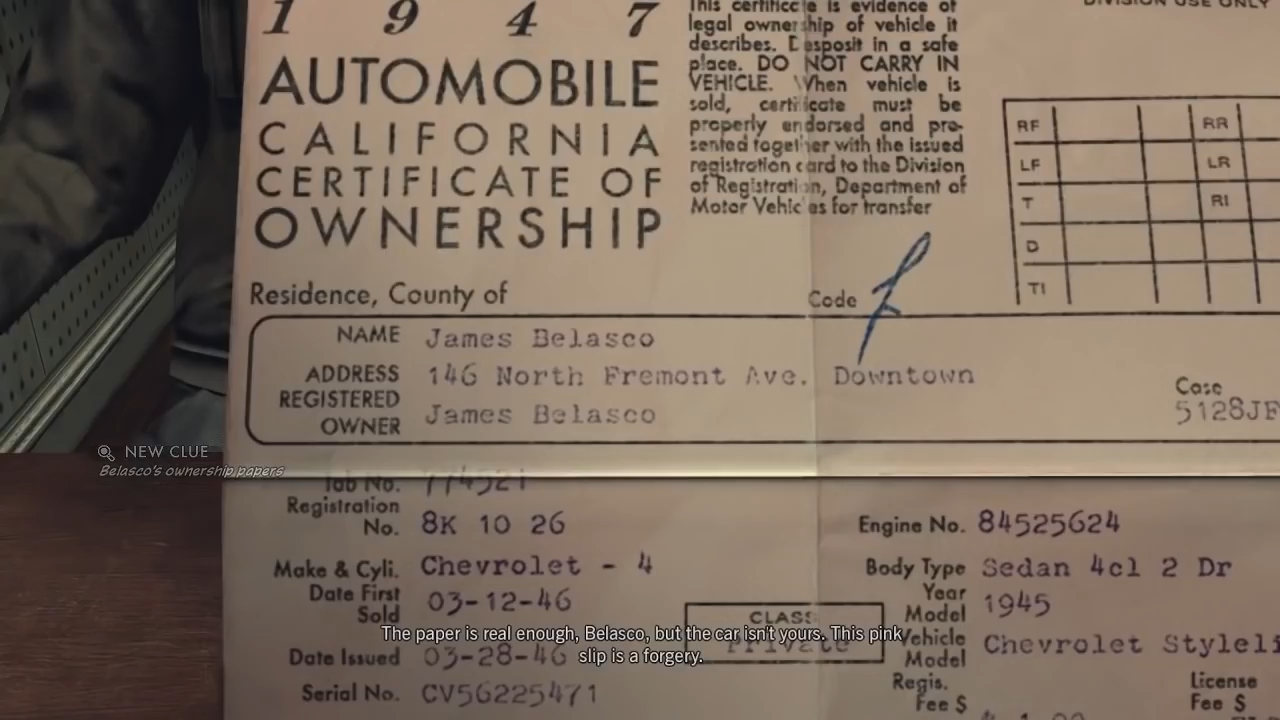 1 9 4 7
AUTOMOBILE
CALIFORNIA
CERTIFICATE OF
OWNERSHIP
This certificate is evidence of
legal ownership of vehicle it
describes. Desposit in a safe
place. DO NOT CARRY IN
VEHICLE. When vehicle is
sold, certificate must be
properly endorsed and pre-
sented together with the issued
registration card to the Division
of Registration, Department of
Motor Vehicles for transfer
DIVISION USE ONLY
RF RR
LF LR
T RI
D
TI
Residence, County of
Code
NAME James Belasco
ADDRESS 146 North Fremont Ave. Downtown
REGISTERED
OWNER James Belasco
Case
5128JF
NEW CLUE
Belasco's ownership papers
Tab No. 774521
Registration
No. 8K 10 26
Engine No. 84525624
Make & Cyli. Chevrolet - 4
Body Type Sedan 4cl 2 Dr
Date First
Sold 03-12-46
Year
Model 1945
CLASS
Private
Vehicle
Model Chevrolet Styleli
Date Issued 03-28-46
Serial No. CV56225471
Regis.
Fee $
License
Fee $
The paper is real enough, Belasco, but the car isn't yours. This pink
slip is a forgery.